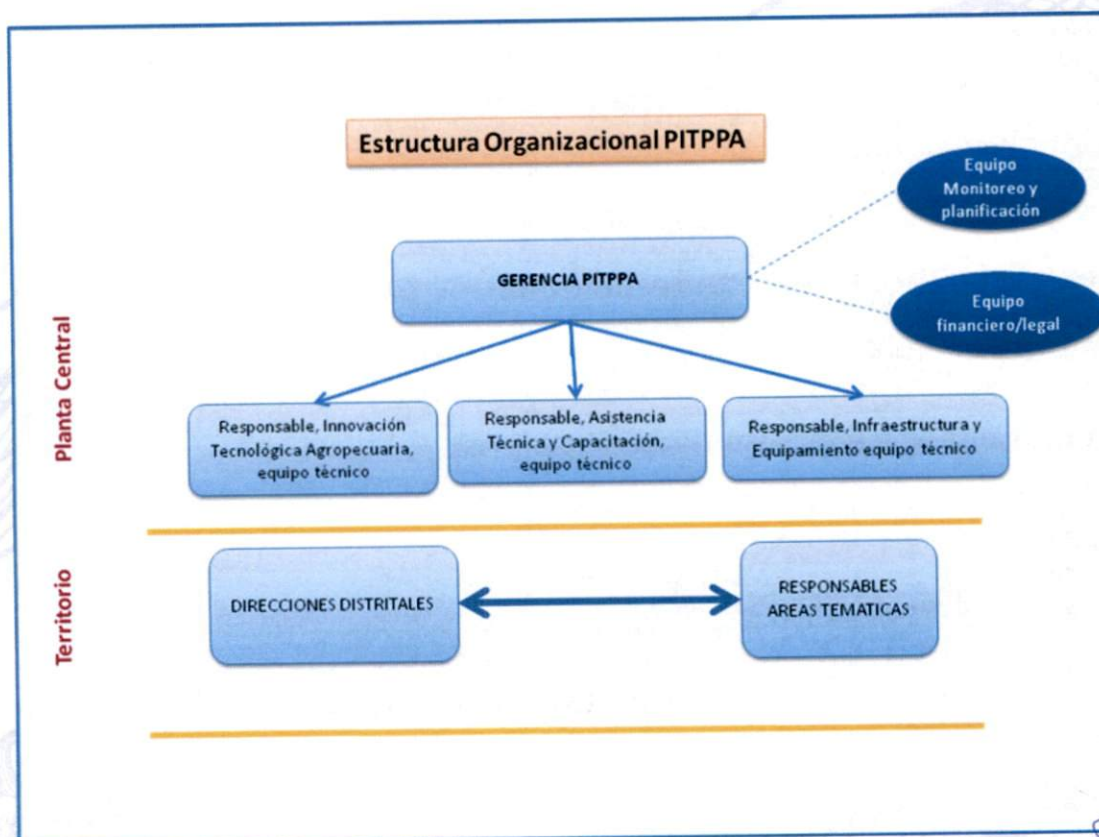 Estructura Organizacional PITPPA
Equipo
Monitoreo y
planificación
GERENCIA PITPPA
Equipo
financiero/legal
Planta Central
Responsable, Innovación
Tecnológica Agropecuaria,
equipo técnico
Responsable, Asistencia
Técnica y Capacitación,
equipo técnico
Responsable, Infraestructura y
Equipamiento equipo técnico
Territorio
DIRECCIONES DISTRITALES
RESPONSABLES
AREAS TEMATICAS